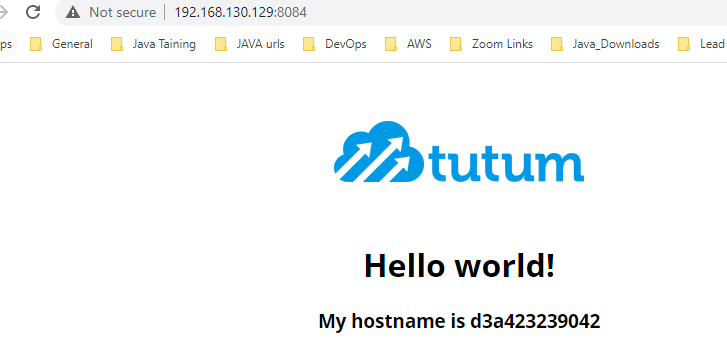 Not secure | 192.168.130.129:8084
ps General Java Taining JAVA urls DevOps AWS Zoom Links Java_Downloads Lead
tutum
Hello world!
My hostname is d3a423239042